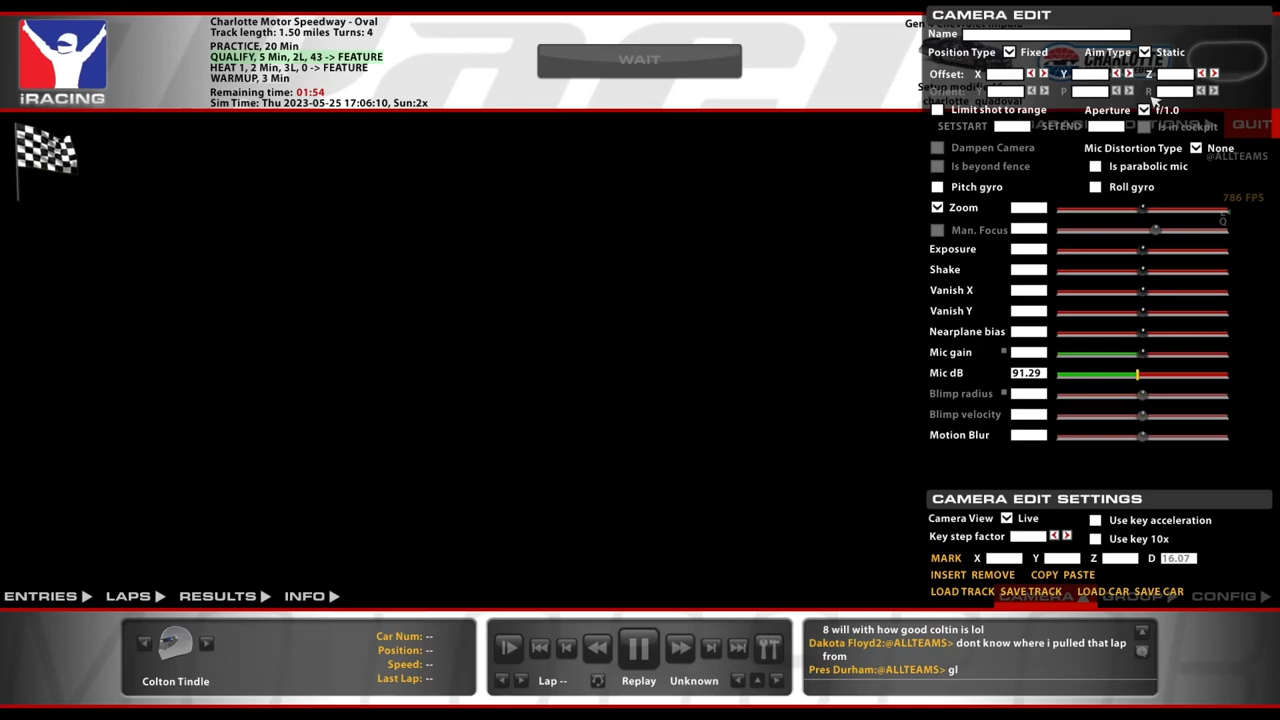 iRACING
Charlotte Motor Speedway - Oval
Track length: 1.50 miles Turns: 4
PRACTICE, 20 Min
QUALIFY, 5 Min, 2L, 43 -> FEATURE
HEAT 1, 2 Min, 3L, 0 -> FEATURE
WARMUP, 3 Min
Remaining time: 01:54
Sim Time: Thu 2023-05-25 17:06:10, Sun:2x
WAIT
CAMERA EDIT
Name
Position Type Fixed Aim Type Static
CHARLOTTE
Offset: X Y Z
Orient: Y P R
Limit shot to range Aperture f/1.0
SETSTART SETEND Is in cockpit
QUIT
Dampen Camera Mic Distortion Type None
@ALLTEAMS
Is beyond fence Is parabolic mic
Pitch gyro Roll gyro
786 FPS
Zoom
Q
Man. Focus
Exposure
Shake
Vanish X
Vanish Y
Nearplane bias
Mic gain
Mic dB 91.29
Blimp radius
Blimp velocity
Motion Blur
CAMERA EDIT SETTINGS
Camera View Live Use key acceleration
Key step factor Use key 10x
MARK X Y Z D 16.07
INSERT REMOVE COPY PASTE
LOAD TRACK SAVE TRACK LOAD CAR SAVE CAR
ENTRIES LAPS RESULTS INFO CAMERA GROUP CONFIG
Colton Tindle
Car Num: --
Position: --
Speed: --
Last Lap: --
Lap -- Replay Unknown
8 will with how good coltin is lol
Dakota Floyd2:@ALLTEAMS> dont know where i pulled that lap
from
Pres Durham:@ALLTEAMS> gl